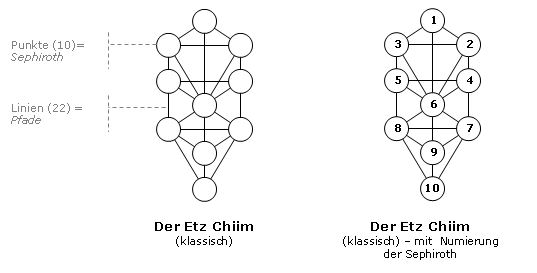 1
Punkte (10)=
Sephiroth
3
2
5
4
Linien (22) =
Pfade
6
8
7
9
10
Der Etz Chiim
(klassisch)
Der Etz Chiim
(klassisch) – mit Numierung
der Sephiroth